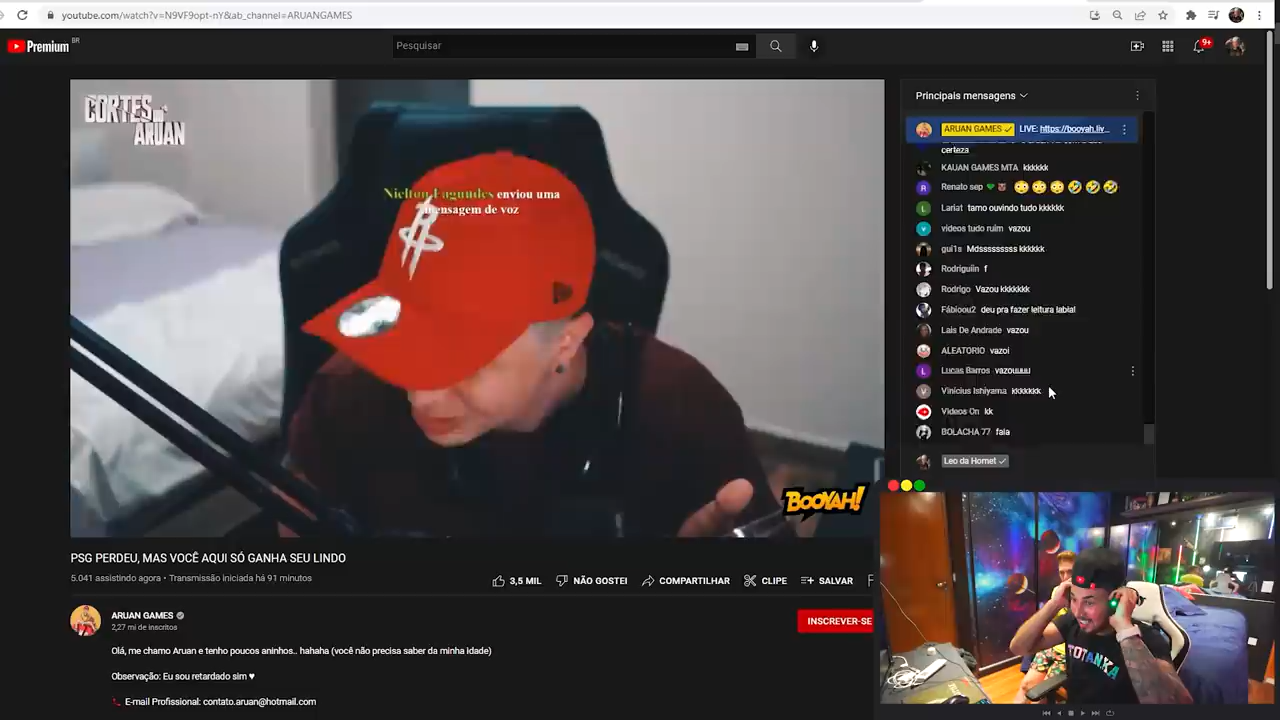 youtube.com/watch?v=N9VF9opt-nY&ab_channel=ARUANGAMES
Premium BR
Pesquisar
9+
CORTES DO
ARUAN
Nielton Fagundes enviou uma
mensagem de voz
BOOYAH!
Principais mensagens
ARUAN GAMES LIVE: https://booyah.liv...
certeza
KAUAN GAMES MTA kkkkkk
Renato sep 💚 😳😳😳🤣🤣🤣
Lariat tamo ouvindo tudo kkkkkk
videos tudo ruim vazou
gui1s Mdsssssssss kkkkkk
Rodriguiin f
Rodrigo Vazou kkkkkkk
Fábioou2 deu pra fazer leitura labial
Lais De Andrade vazou
ALEATORIO vazoi
Lucas Barros vazouuuu
Vinícius Ishiyama kkkkkkk
Videos On kk
BOLACHA 77 fala
Leo da Hornet
PSG PERDEU, MAS VOCÊ AQUI SÓ GANHA SEU LINDO
5.041 assistindo agora • Transmissão iniciada há 91 minutos
3,5 MIL NÃO GOSTEI COMPARTILHAR CLIPE SALVAR
ARUAN GAMES
2,27 mi de inscritos
INSCREVER-SE
Olá, me chamo Aruan e tenho poucos aninhos.. hahaha (você não precisa saber da minha idade)
Observação: Eu sou retardado sim ♥
📞 E-mail Profissional: contato.aruan@hotmail.com
TOTANKA